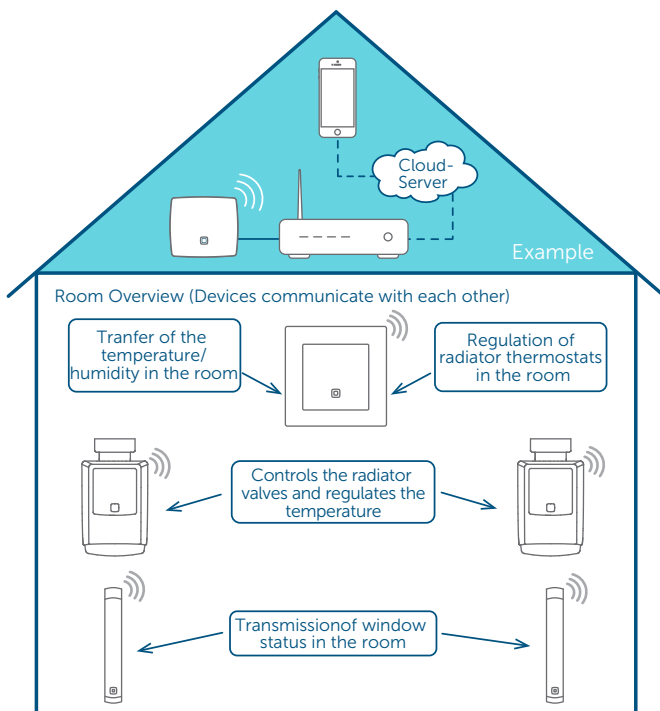 Cloud-
Server
Example
Room Overview (Devices communicate with each other)
Tranfer of the
temperature/
humidity in the room
Regulation of
radiator thermostats
in the room
Controls the radiator
valves and regulates the
temperature
Transmissionof window
status in the room